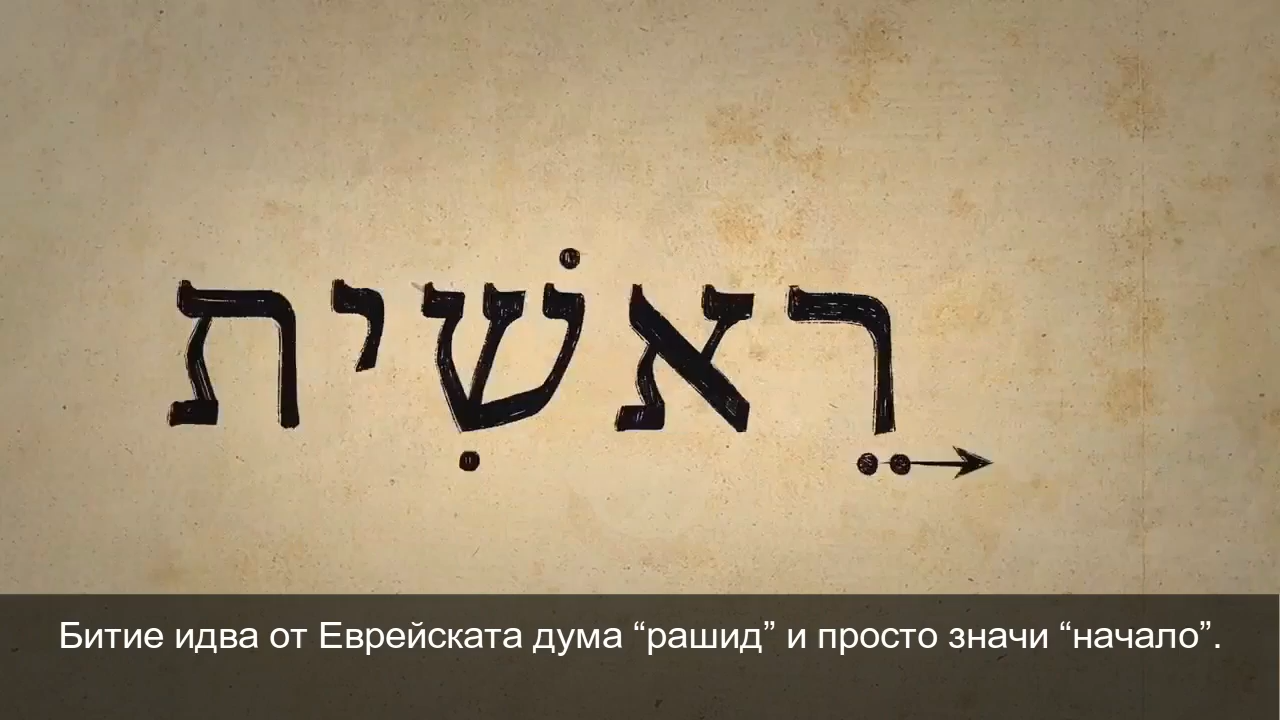 רֵאשִׁית
Битие идва от Еврейската дума “рашид” и просто значи “начало”.